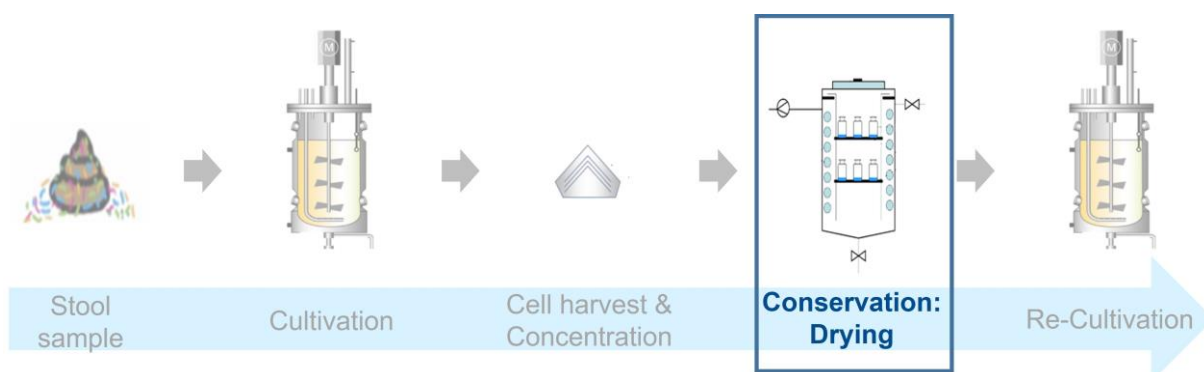 M
M
Stool
sample
Cultivation
Cell harvest &
Concentration
Conservation:
Drying
Re-Cultivation